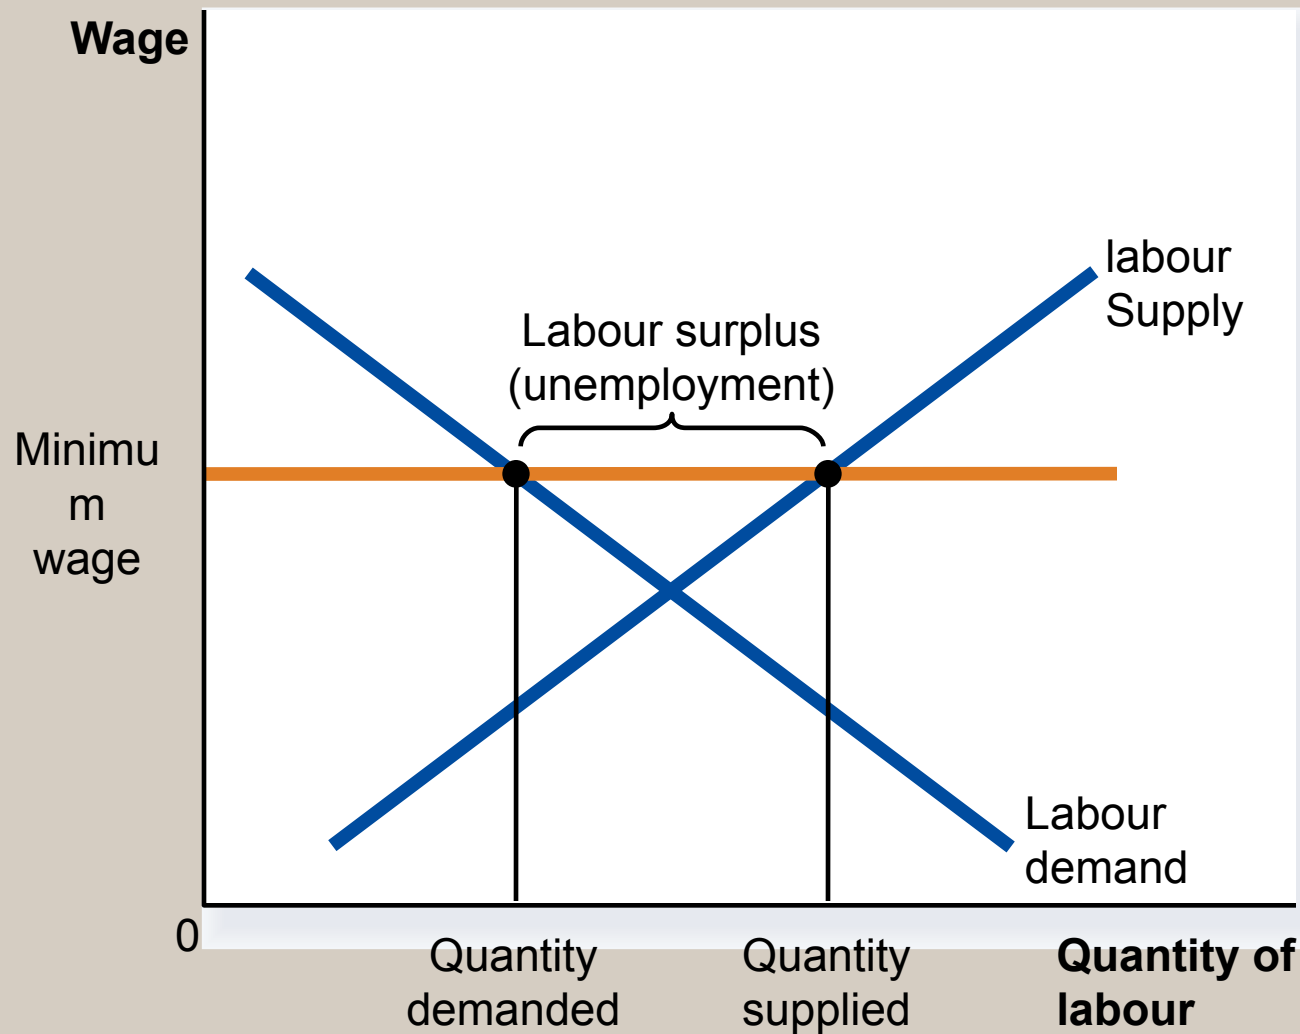 Wage
labour
Supply
Labour surplus
(unemployment)
Minimu
m
wage
Labour
demand
0
Quantity
demanded
Quantity
supplied
Quantity of
labour